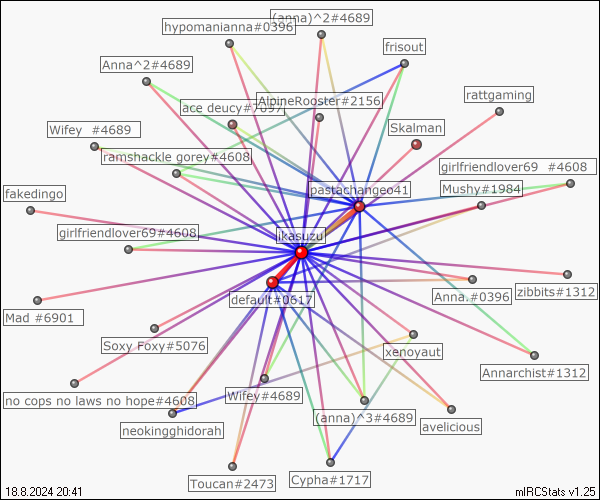 (anna)^2#4689
hypomanianna#0396
frisout
Anna^2#4689
rattgaming
AlpineRooster#2156
ace deucy#7097
Skalman
Wifey  #4689
ramshackle gorey#4608
girlfriendlover69  #4608
pastachangeo41
Mushy#1984
fakedingo
girlfriendlover69#4608
jkasuzu
zibbits#1312
Anna.#0396
default#0617
Mad #6901
Soxy Foxy#5076
xenoyaut
Annarchist#1312
no cops no laws no hope#4608
Wifey#4689
(anna)^3#4689
neokingghidorah
avelicious
Toucan#2473
Cypha#1717
18.8.2024 20:41
mIRCStats v1.25